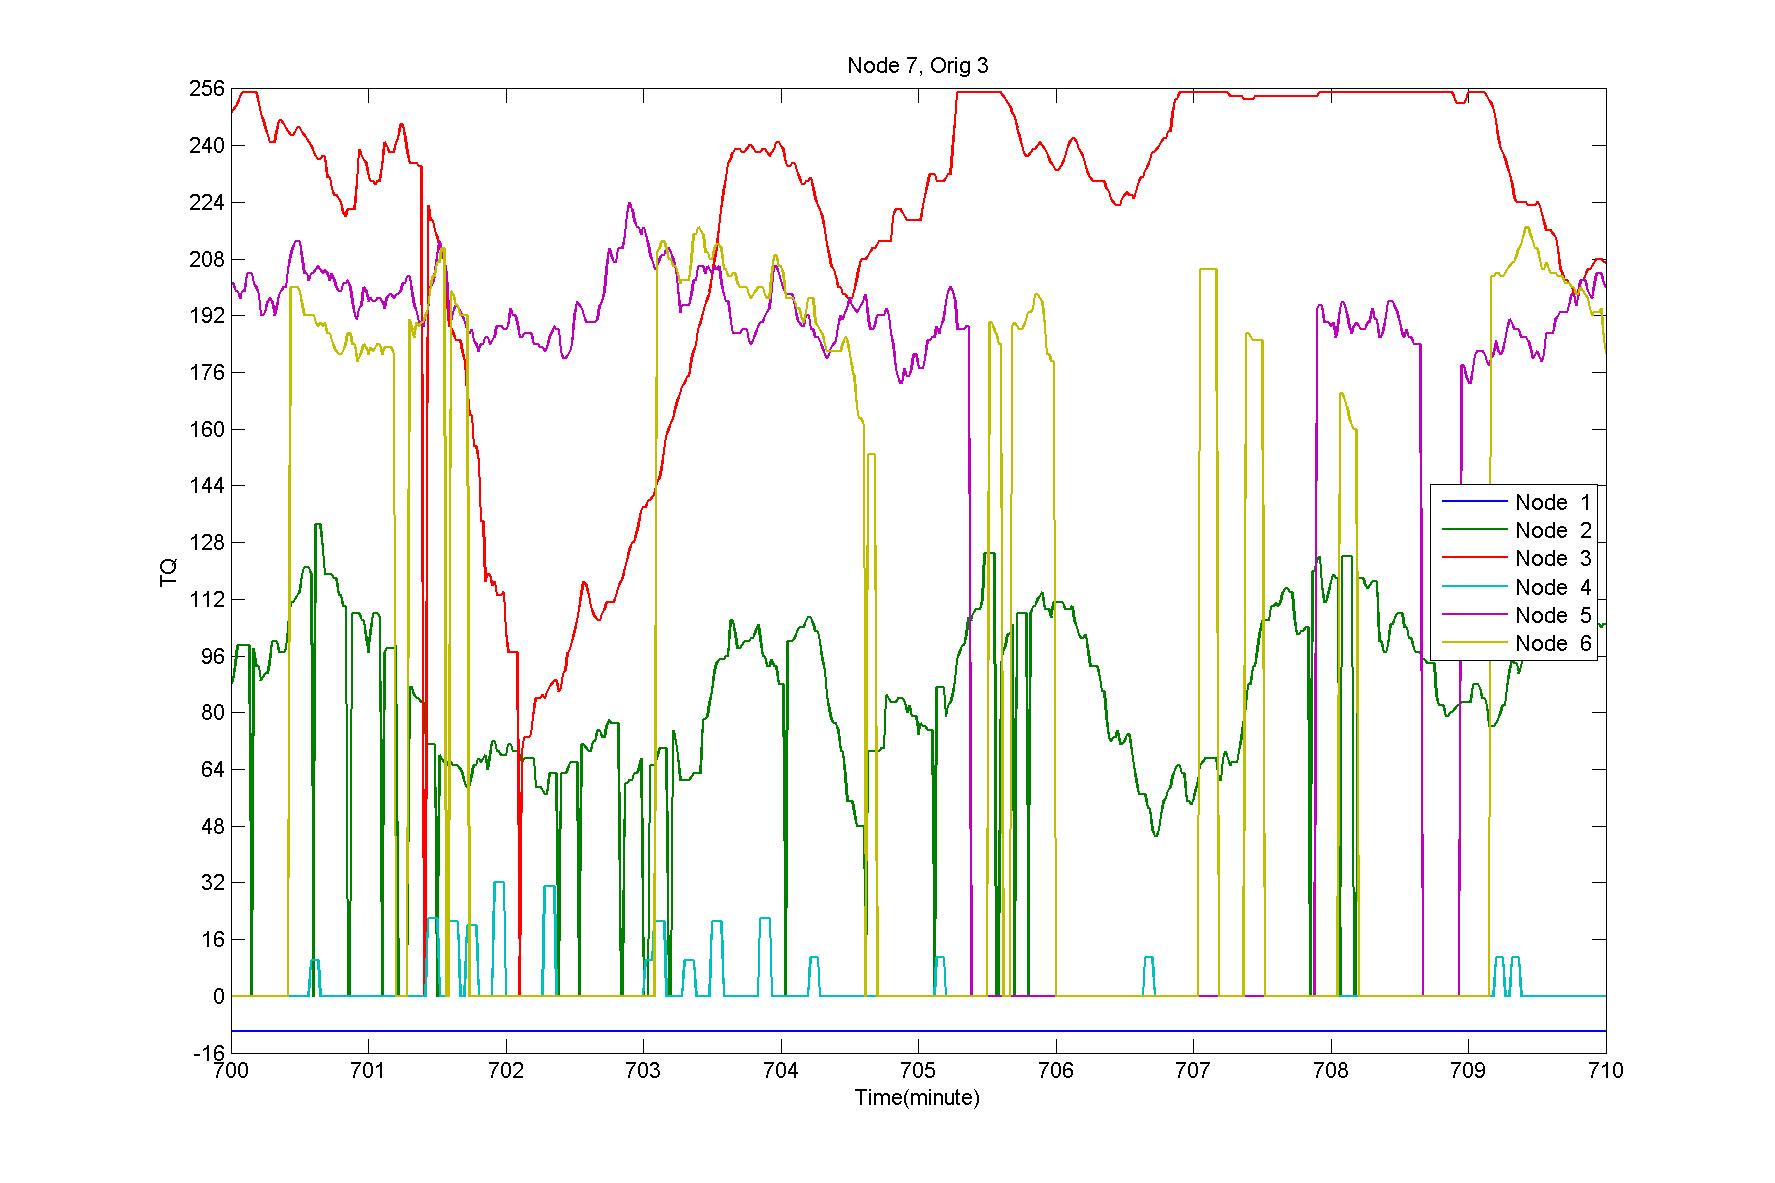 Node 7, Orig 3
256
240
224
208
192
176
160
144
128
112
96
80
64
48
32
16
0
-16
TQ
Node 1
Node 2
Node 3
Node 4
Node 5
Node 6
700 701 702 703 704 705 706 707 708 709 710
Time(minute)